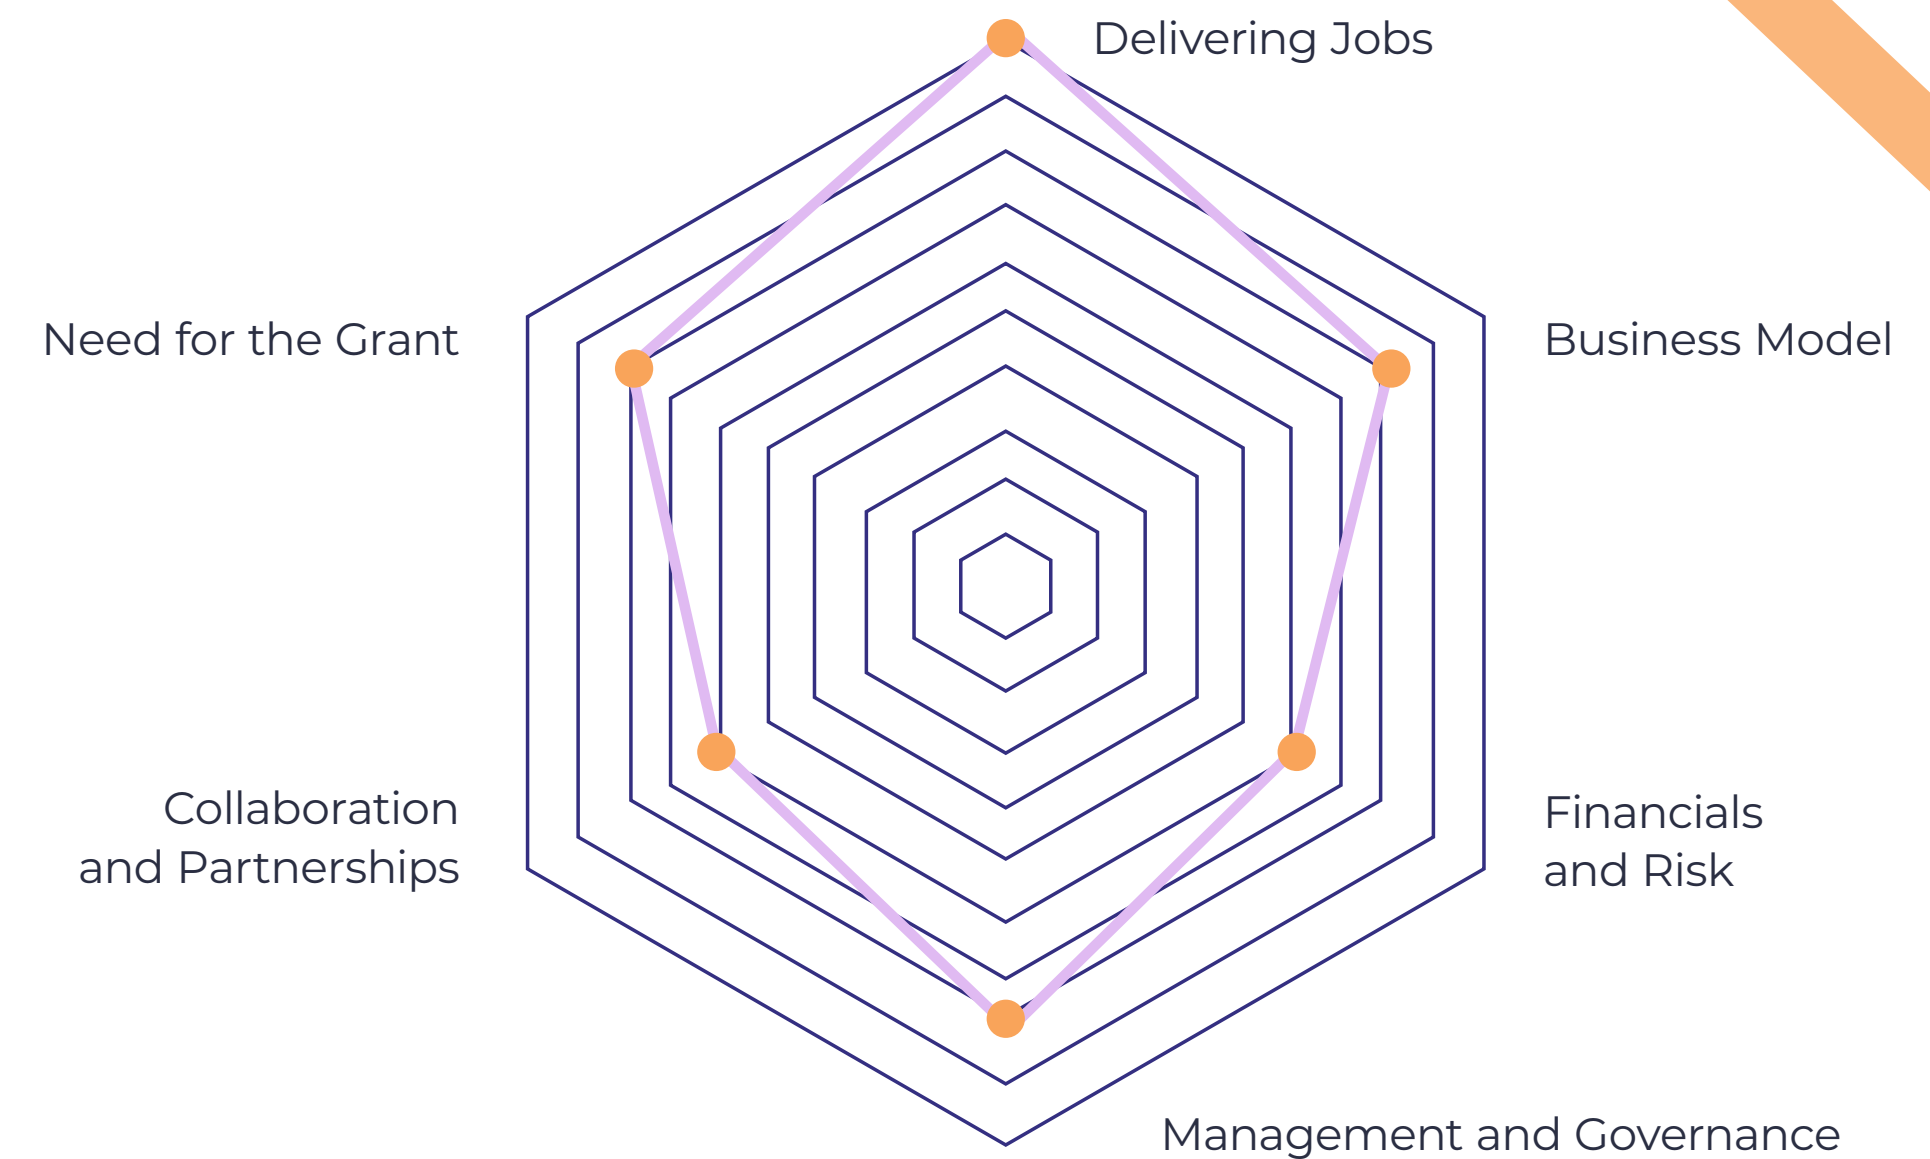 Delivering Jobs
Need for the Grant
Business Model
Collaboration
and Partnerships
Financials
and Risk
Management and Governance